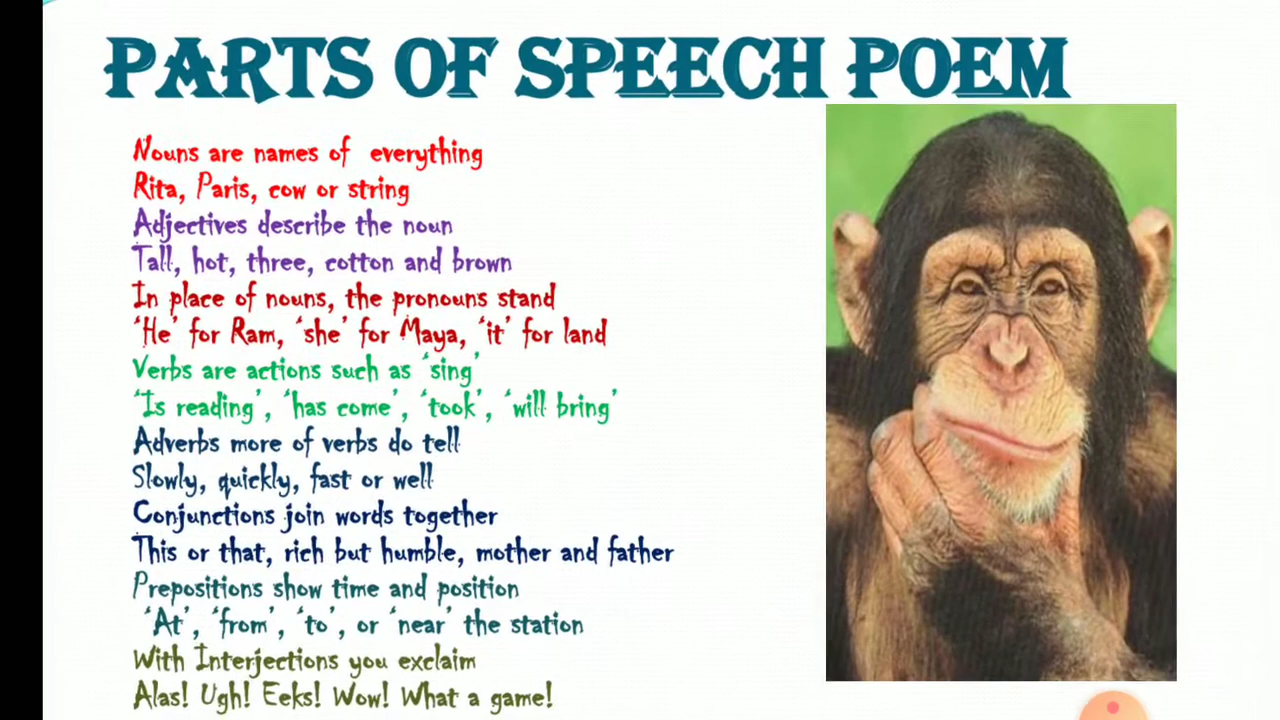 PARTS OF SPEECH POEM
Nouns are names of everything
Rita, Paris, cow or string
Adjectives describe the noun
Tall, hot, three, cotton and brown
In place of nouns, the pronouns stand
‘He’ for Ram, ‘she’ for Maya, ‘it’ for land
Verbs are actions such as ‘sing’
‘Is reading’, ‘has come’, ‘took’, ‘will bring’
Adverbs more of verbs do tell
Slowly, quickly, fast or well
Conjunctions join words together
This or that, rich but humble, mother and father
Prepositions show time and position
‘At’, ‘from’, ‘to’, or ‘near’ the station
With Interjections you exclaim
Alas! Ugh! Eeks! Wow! What a game!